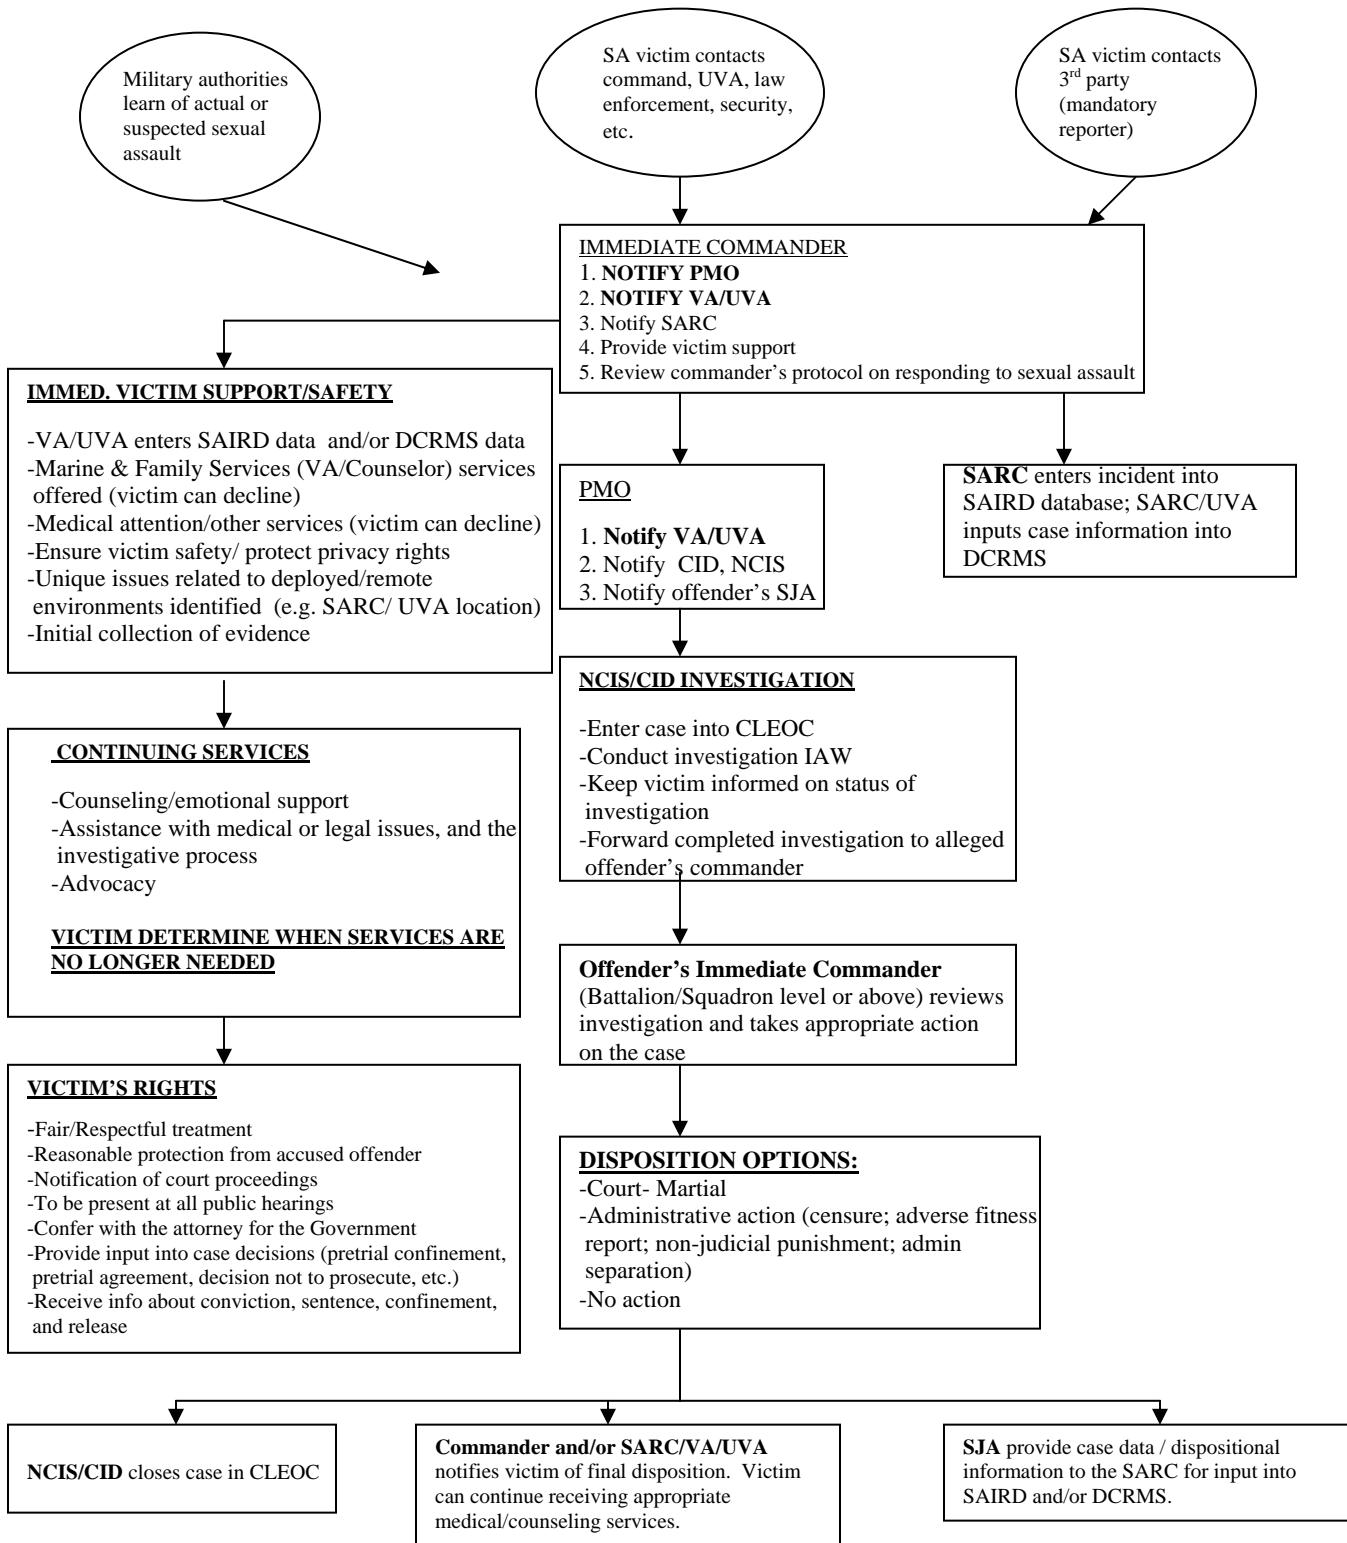 Military authorities
learn of actual or
suspected sexual
assault
SA victim contacts
command, UVA, law
enforcement, security,
etc.
SA victim contacts
3rd party
(mandatory
reporter)
IMMEDIATE COMMANDER
1. NOTIFY PMO
2. NOTIFY VA/UVA
3. Notify SARC
4. Provide victim support
5. Review commander’s protocol on responding to sexual assault
IMMED. VICTIM SUPPORT/SAFETY
-VA/UVA enters SAIRD data and/or DCRMS data
-Marine & Family Services (VA/Counselor) services
offered (victim can decline)
-Medical attention/other services (victim can decline)
-Ensure victim safety/ protect privacy rights
-Unique issues related to deployed/remote
environments identified (e.g. SARC/ UVA location)
-Initial collection of evidence
PMO
1. Notify VA/UVA
2. Notify CID, NCIS
3. Notify offender’s SJA
SARC enters incident into
SAIRD database; SARC/UVA
inputs case information into
DCRMS
NCIS/CID INVESTIGATION
-Enter case into CLEOC
-Conduct investigation IAW
-Keep victim informed on status of
investigation
-Forward completed investigation to alleged
offender’s commander
CONTINUING SERVICES
-Counseling/emotional support
-Assistance with medical or legal issues, and the
investigative process
-Advocacy
VICTIM DETERMINE WHEN SERVICES ARE
NO LONGER NEEDED
Offender’s Immediate Commander
(Battalion/Squadron level or above) reviews
investigation and takes appropriate action
on the case
VICTIM’S RIGHTS
-Fair/Respectful treatment
-Reasonable protection from accused offender
-Notification of court proceedings
-To be present at all public hearings
-Confer with the attorney for the Government
-Provide input into case decisions (pretrial confinement,
pretrial agreement, decision not to prosecute, etc.)
-Receive info about conviction, sentence, confinement,
and release
DISPOSITION OPTIONS:
-Court- Martial
-Administrative action (censure; adverse fitness
report; non-judicial punishment; admin
separation)
-No action
NCIS/CID closes case in CLEOC
Commander and/or SARC/VA/UVA
notifies victim of final disposition. Victim
can continue receiving appropriate
medical/counseling services.
SJA provide case data / dispositional
information to the SARC for input into
SAIRD and/or DCRMS.